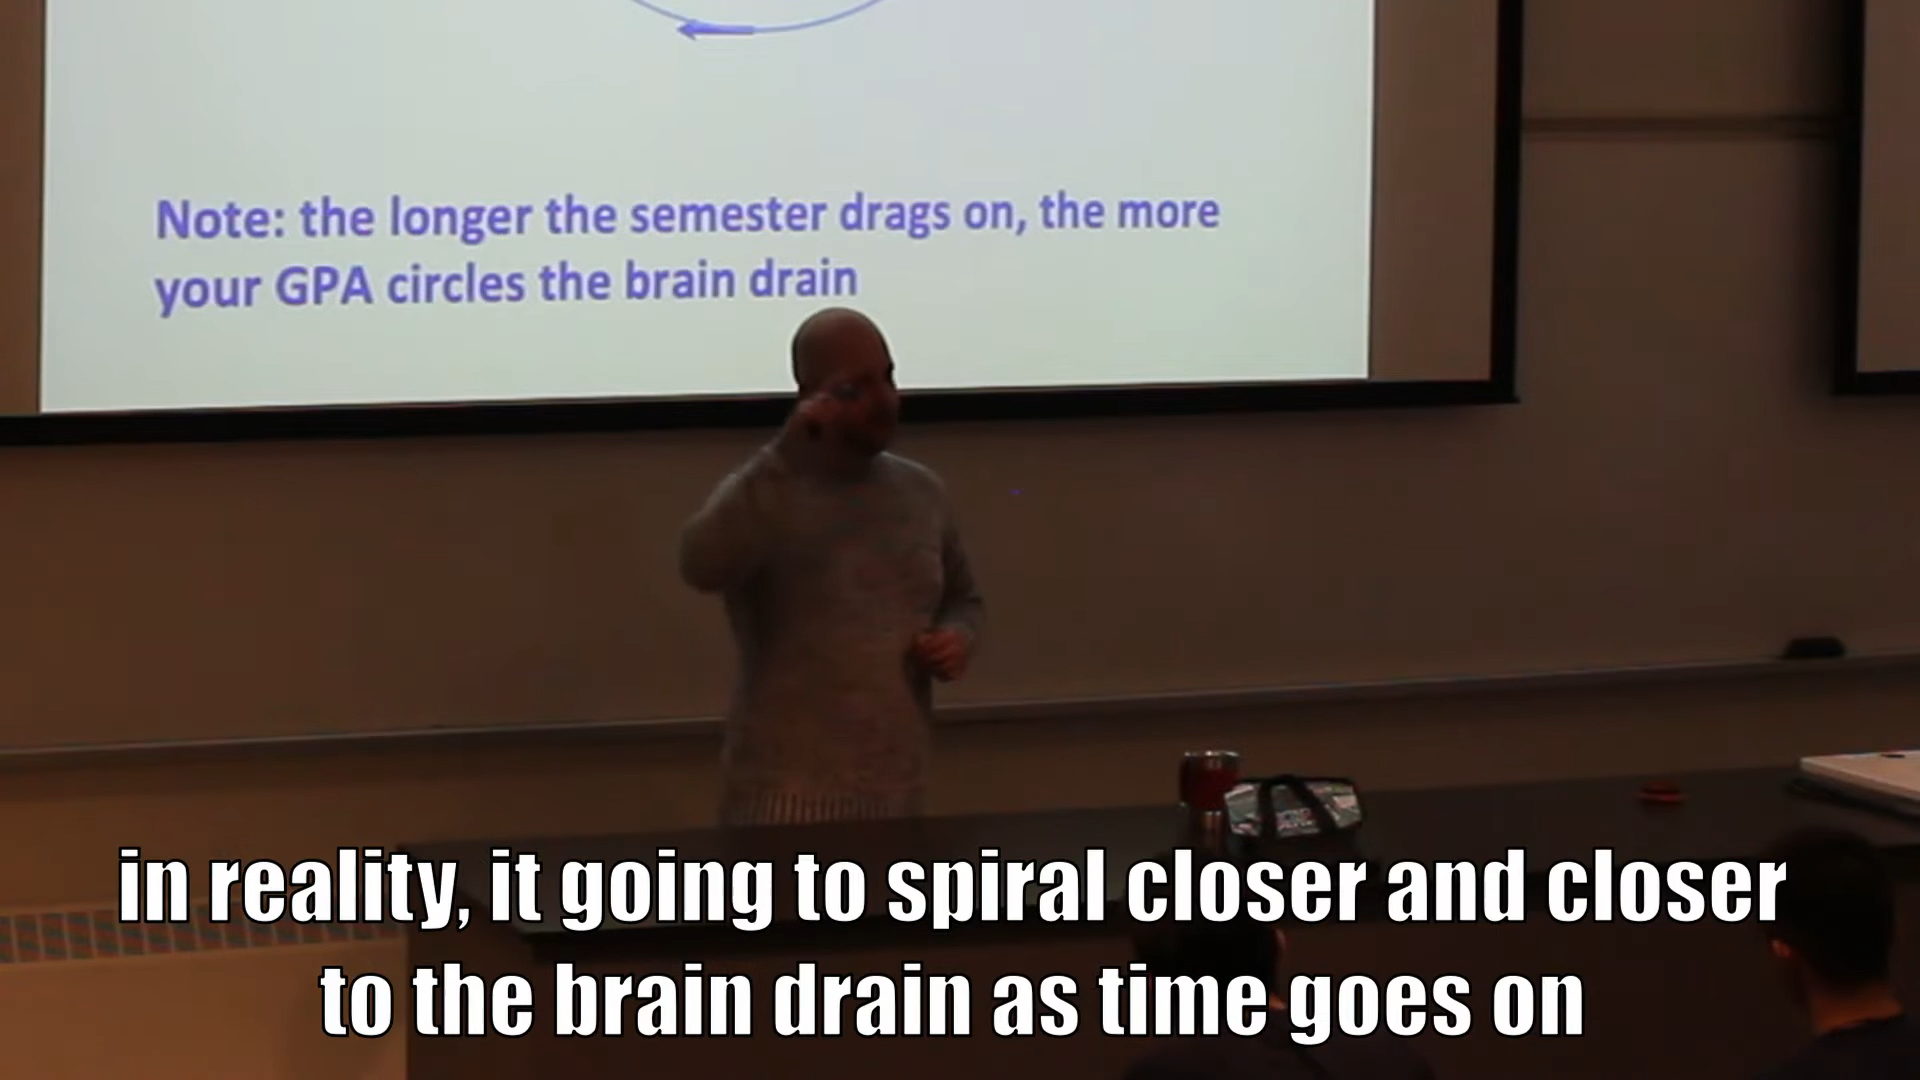 Note: the longer the semester drags on, the more
your GPA circles the brain drain
in reality, it going to spiral closer and closer
to the brain drain as time goes on